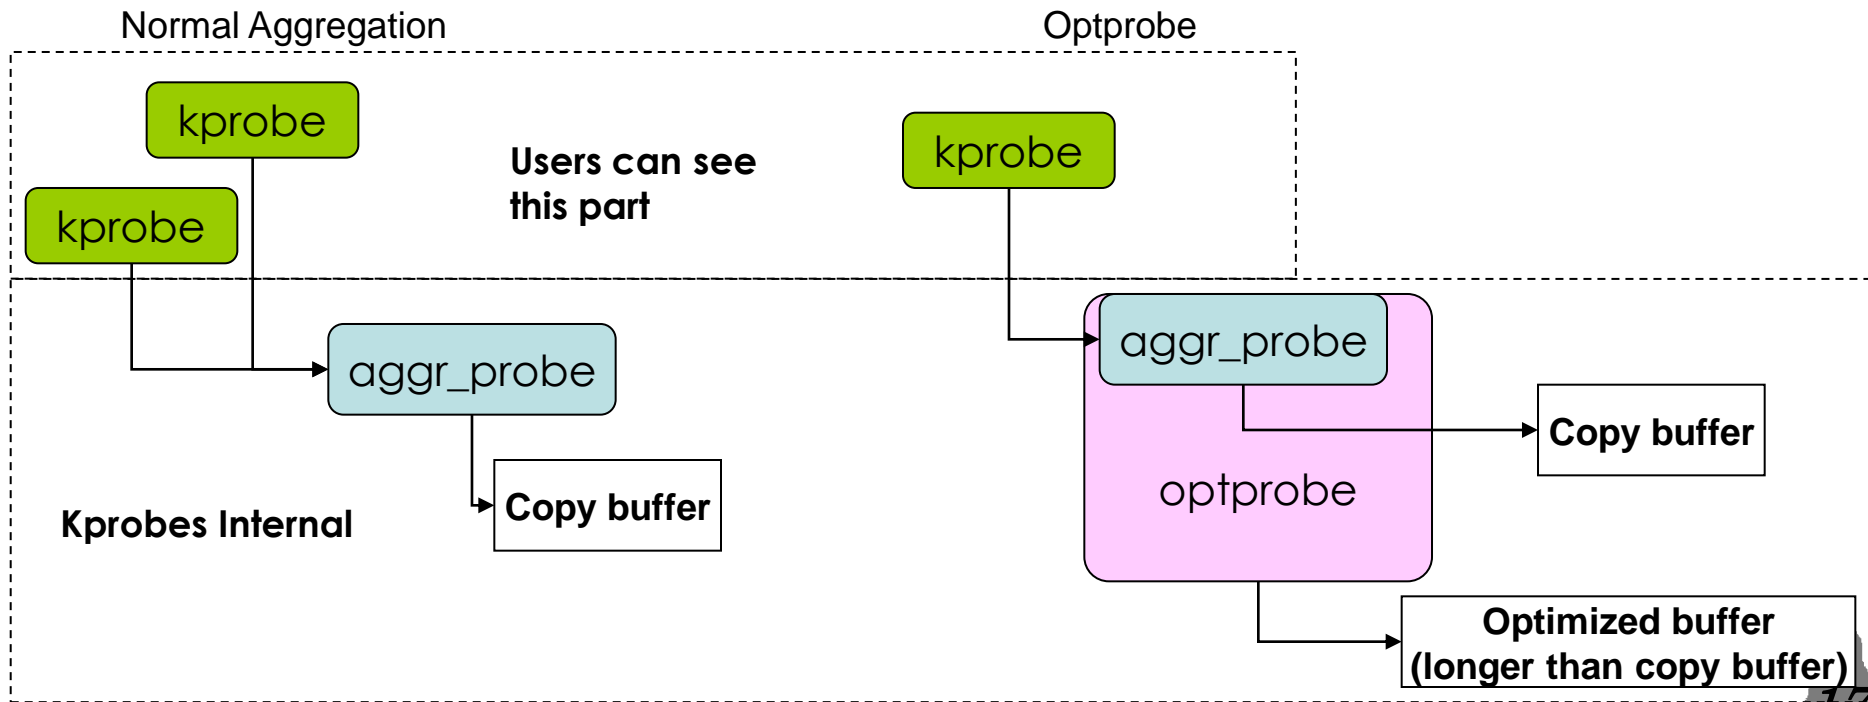 Normal Aggregation
Optprobe
kprobe
kprobe
Users can see
this part
kprobe
aggr_probe
Copy buffer
Kprobes Internal
aggr_probe
Copy buffer
optprobe
Optimized buffer
(longer than copy buffer)